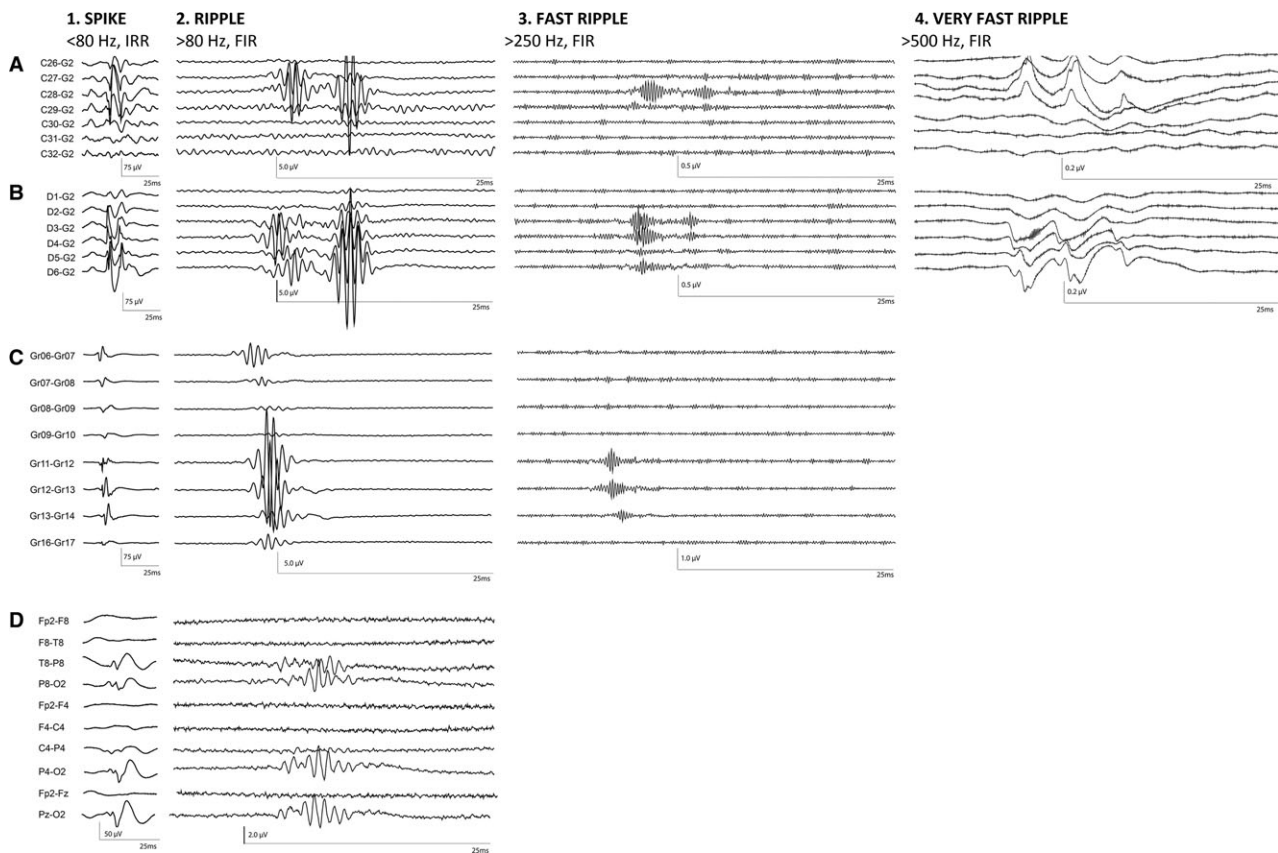 1. SPIKE
<80 Hz, IRR
2. RIPPLE
>80 Hz, FIR
3. FAST RIPPLE
>250 Hz, FIR
4. VERY FAST RIPPLE
>500 Hz, FIR
A
C26-G2
C27-G2
C28-G2
C29-G2
C30-G2
C31-G2
C32-G2
75 µV
25ms
5.0 µV
25ms
0.5 µV
25ms
0.2 µV
25ms
B
D1-G2
D2-G2
D3-G2
D4-G2
D5-G2
D6-G2
75 µV
25ms
5.0 µV
25ms
0.5 µV
25ms
0.2 µV
25ms
C
Gr06-Gr07
Gr07-Gr08
Gr08-Gr09
Gr09-Gr10
Gr11-Gr12
Gr12-Gr13
Gr13-Gr14
Gr16-Gr17
75 µV
25ms
5.0 µV
25ms
1.0 µV
25ms
D
Fp2-F8
F8-T8
T8-P8
P8-O2
Fp2-F4
F4-C4
C4-P4
P4-O2
Fp2-Fz
Pz-O2
50 µV
25ms
2.0 µV
25ms